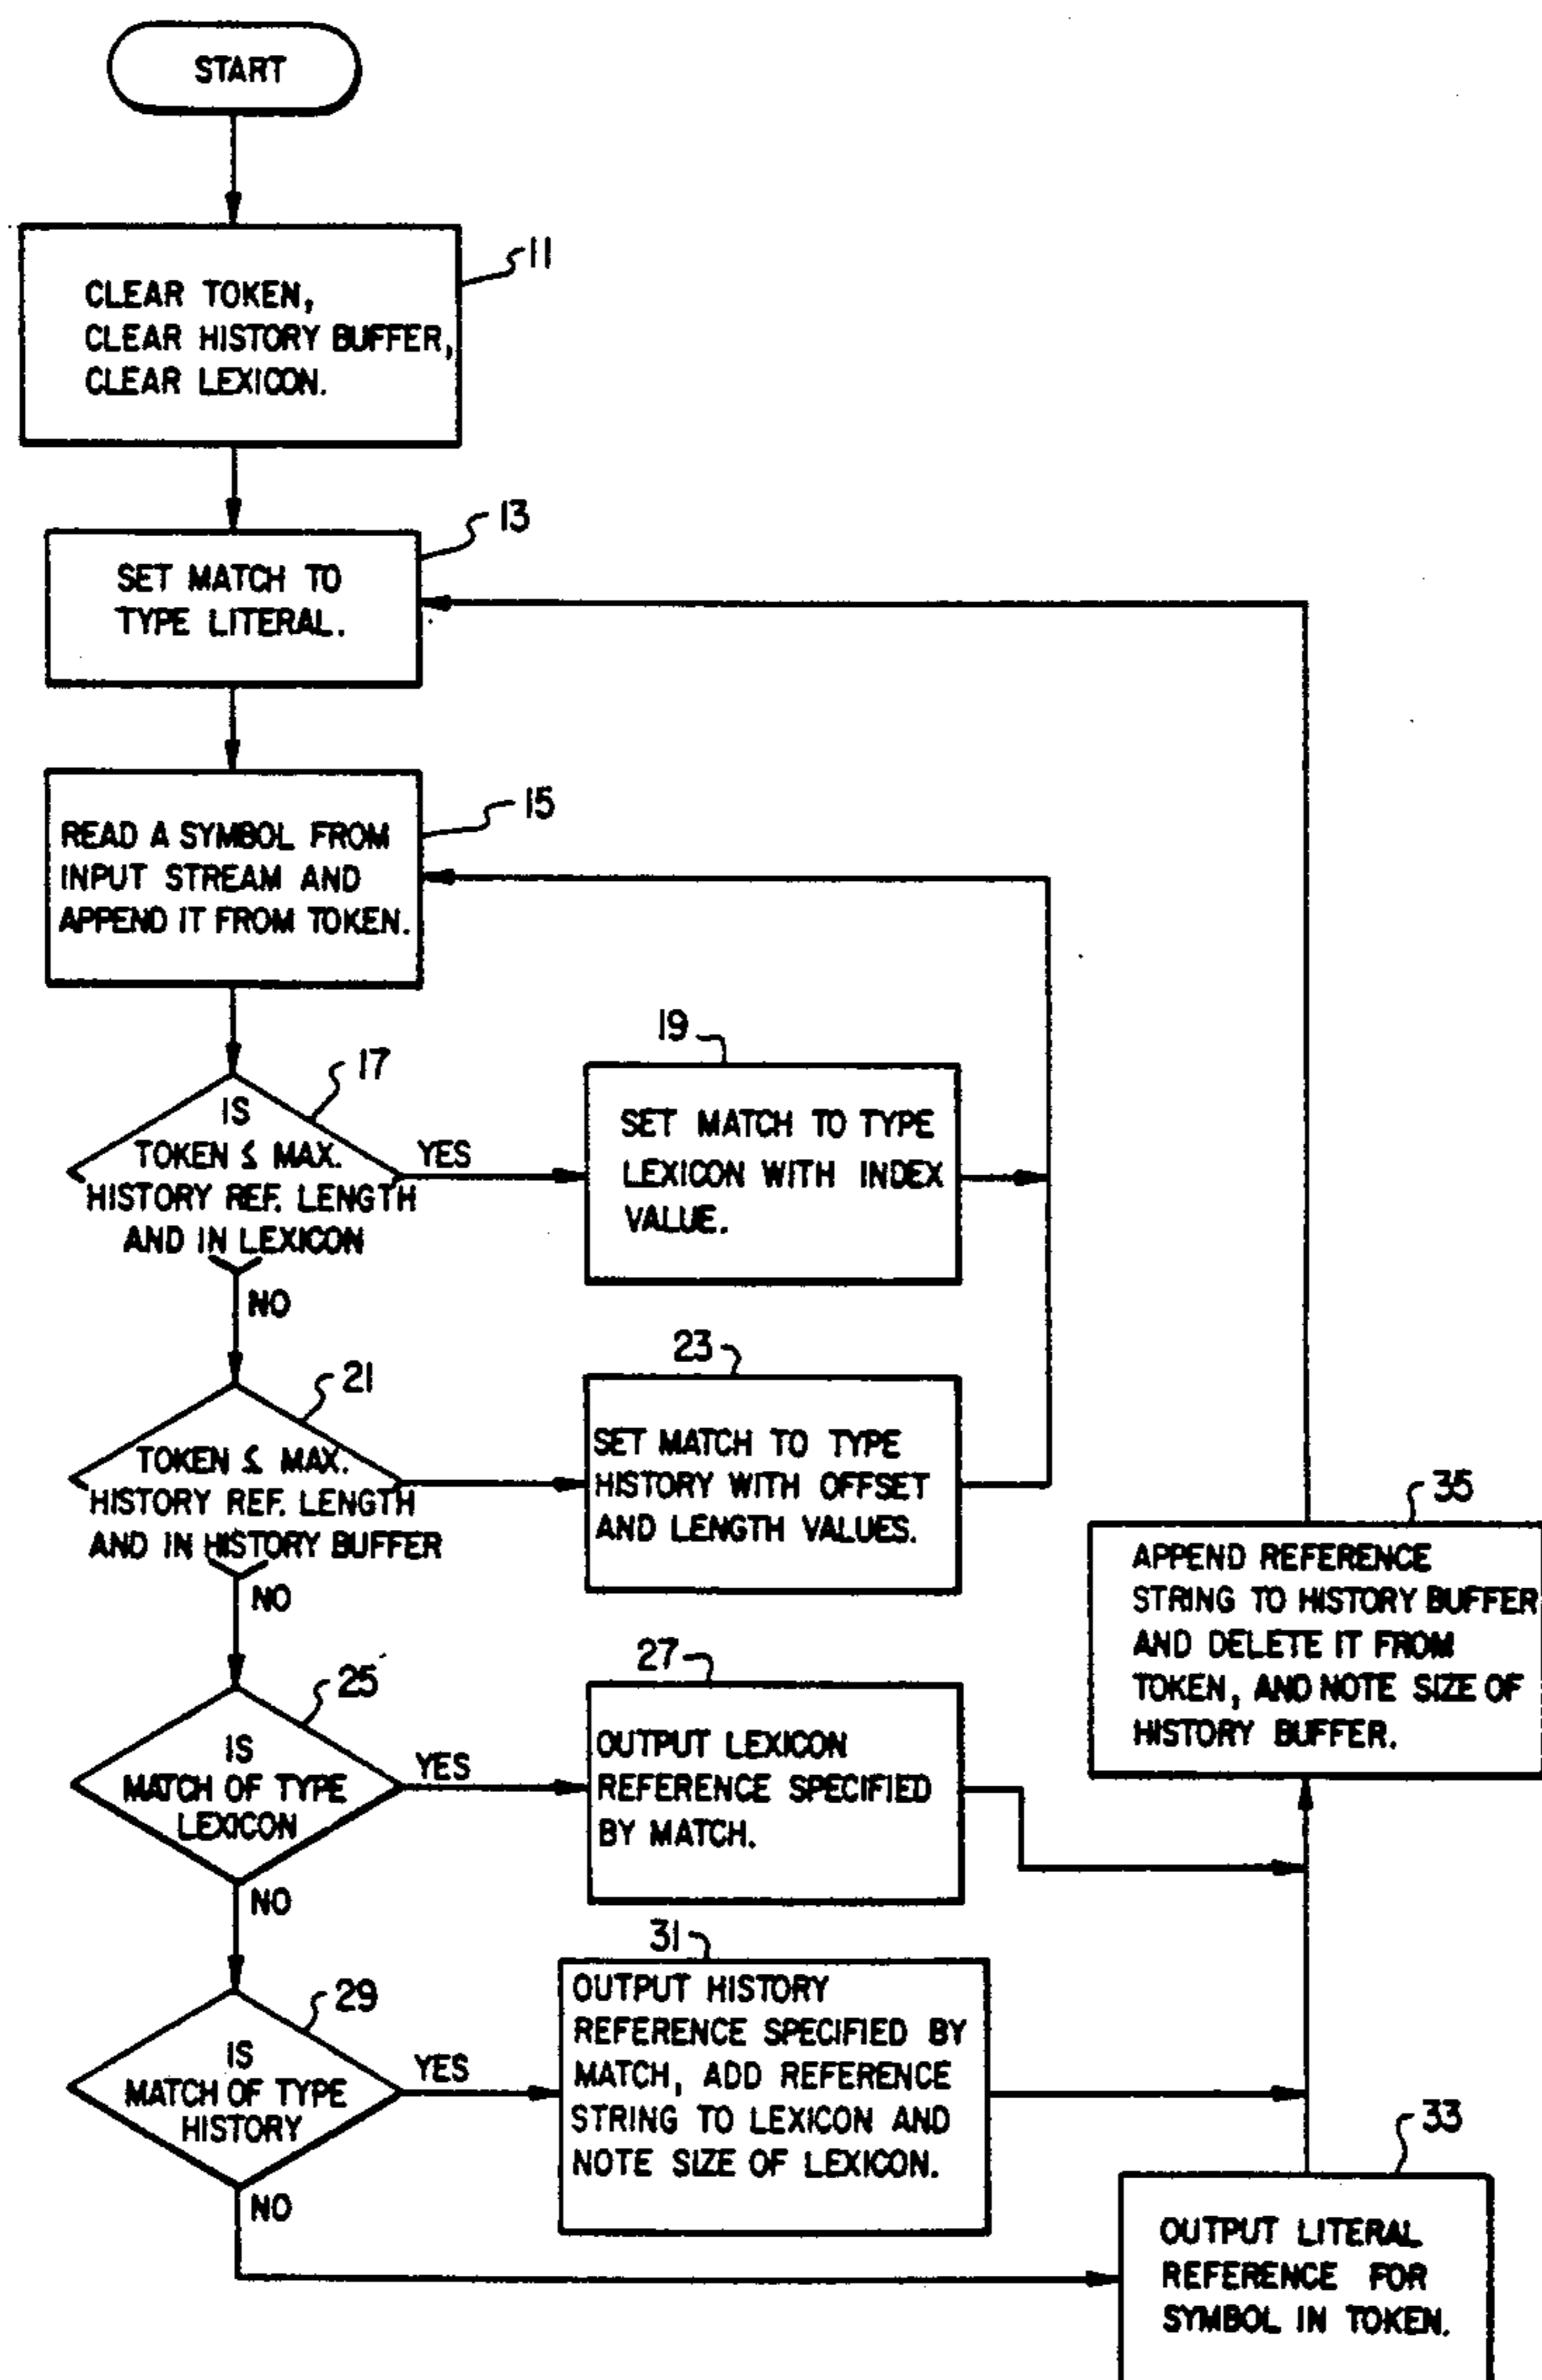 START
11
CLEAR TOKEN,
CLEAR HISTORY BUFFER,
CLEAR LEXICON.
13
SET MATCH TO
TYPE LITERAL.
15
READ A SYMBOL FROM
INPUT STREAM AND
APPEND IT FROM TOKEN.
17
IS
TOKEN ≤ MAX.
HISTORY REF. LENGTH
AND IN LEXICON
YES
NO
19
SET MATCH TO TYPE
LEXICON WITH INDEX
VALUE.
21
TOKEN ≤ MAX.
HISTORY REF. LENGTH
AND IN HISTORY BUFFER
NO
23
SET MATCH TO TYPE
HISTORY WITH OFFSET
AND LENGTH VALUES.
25
IS
MATCH OF TYPE
LEXICON
YES
NO
27
OUTPUT LEXICON
REFERENCE SPECIFIED
BY MATCH.
29
IS
MATCH OF TYPE
HISTORY
YES
NO
31
OUTPUT HISTORY
REFERENCE SPECIFIED BY
MATCH, ADD REFERENCE
STRING TO LEXICON AND
NOTE SIZE OF LEXICON.
33
OUTPUT LITERAL
REFERENCE FOR
SYMBOL IN TOKEN.
35
APPEND REFERENCE
STRING TO HISTORY BUFFER
AND DELETE IT FROM
TOKEN, AND NOTE SIZE OF
HISTORY BUFFER.